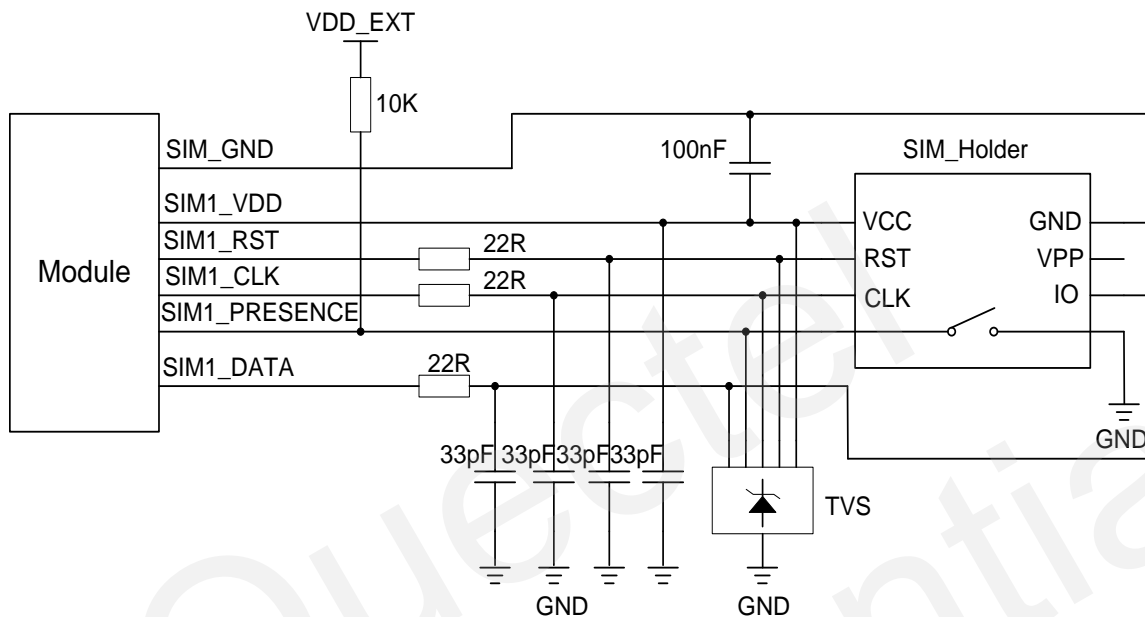 VDD_EXT
10K
SIM_GND
100nF
SIM_Holder
SIM1_VDD
VCC
GND
SIM1_RST
22R
RST
VPP
Module
SIM1_CLK
22R
CLK
IO
SIM1_PRESENCE
SIM1_DATA
22R
GND
33pF
33pF
33pF
33pF
TVS
GND
GND
Quectel